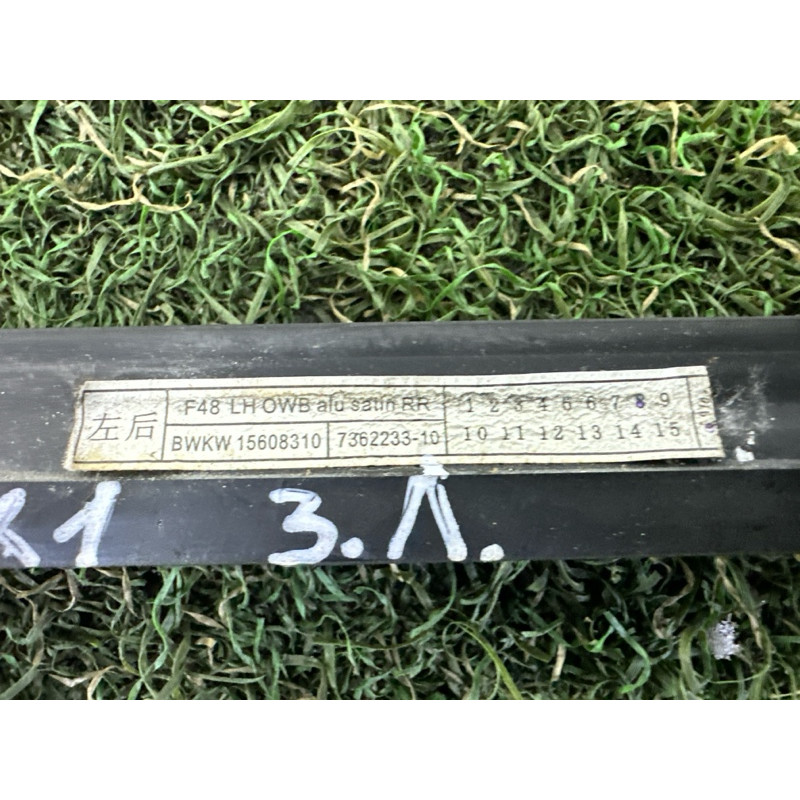 左后
F48 LH OWB alu satin RR
BWKW 15608310 7362233-10
1 2 3 4 5 6 7 8 9
10 11 12 13 14 15
1 З.Л.